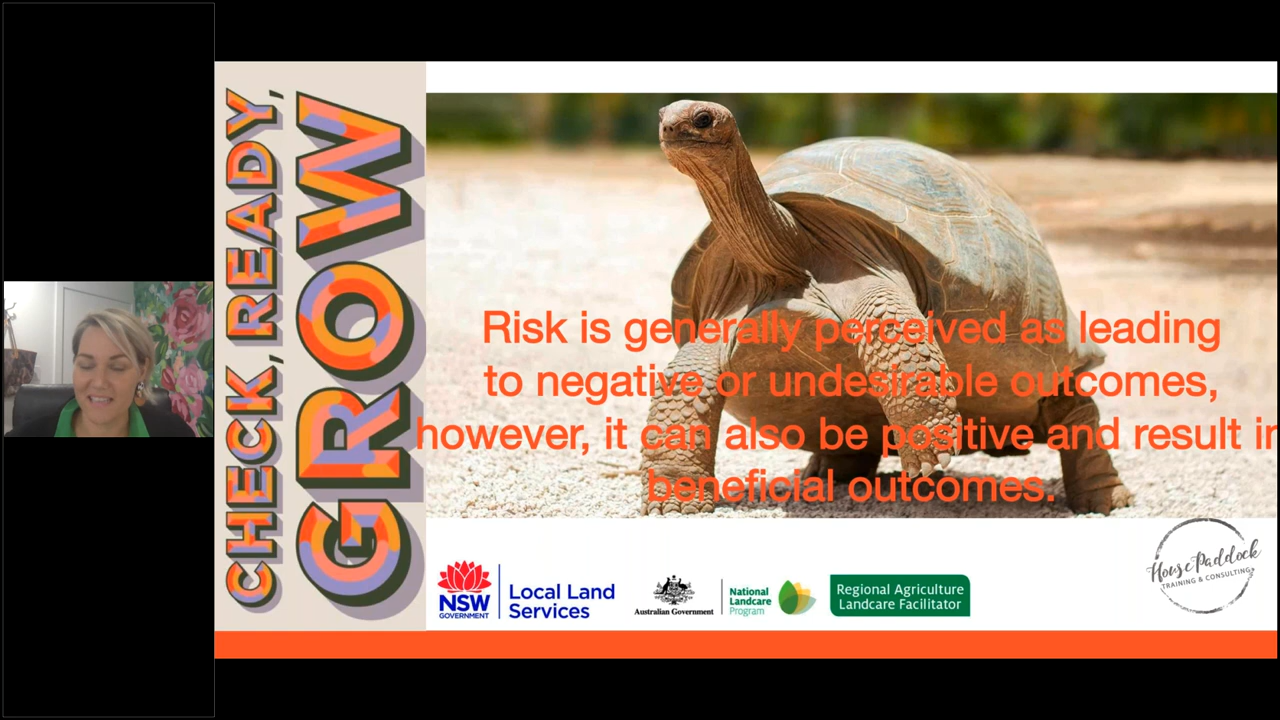 CHECK, READY,
GROW
Risk is generally perceived as leading
to negative or undesirable outcomes,
however, it can also be positive and result in
beneficial outcomes.
NSW
GOVERNMENT
Local Land
Services
Australian Government
National
Landcare
Program
Regional Agriculture
Landcare Facilitator
House Paddock
TRAINING & CONSULTING